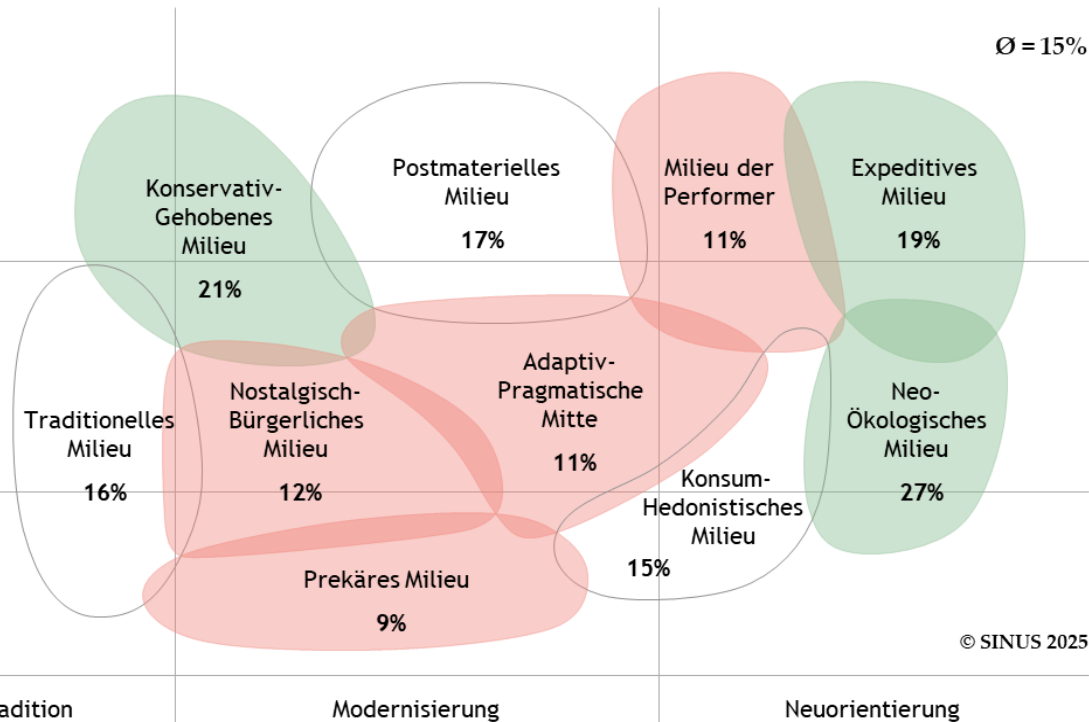 Ø = 15%
Konservativ-
Gehobenes
Milieu
21%
Postmaterielles
Milieu
17%
Milieu der
Performer
11%
Expeditives
Milieu
19%
Traditionelles
Milieu
16%
Nostalgisch-
Bürgerliches
Milieu
12%
Adaptiv-
Pragmatische
Mitte
11%
Neo-
Ökologisches
Milieu
27%
Konsum-
Hedonistisches
Milieu
15%
Prekäres Milieu
9%
© SINUS 2025
adition
Modernisierung
Neuorientierung